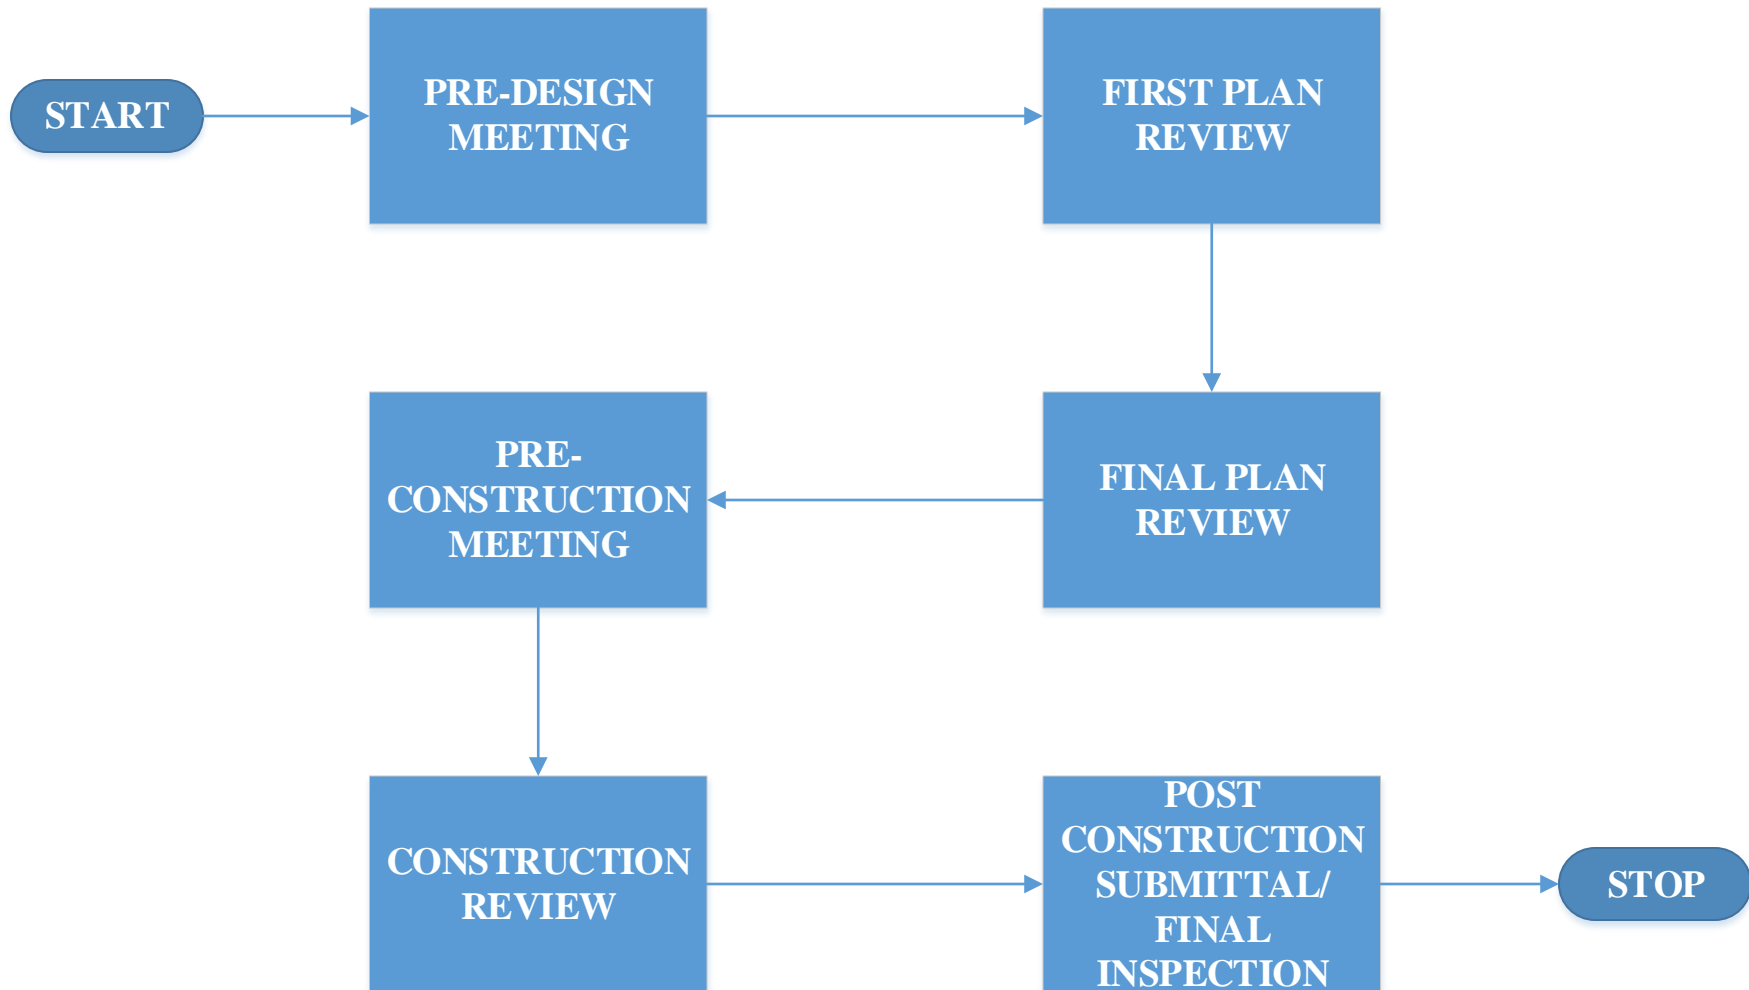 START
PRE-DESIGN
MEETING
FIRST PLAN
REVIEW
FINAL PLAN
REVIEW
PRE-
CONSTRUCTION
MEETING
CONSTRUCTION
REVIEW
POST
CONSTRUCTION
SUBMITTAL/
FINAL
INSPECTION
STOP